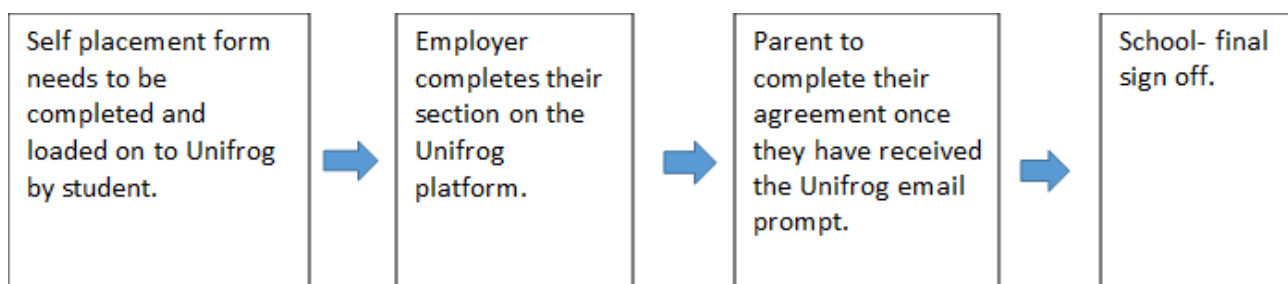 Self placement form
needs to be
completed and
loaded on to Unifrog
by student.
Employer
completes their
section on the
Unifrog
platform.
Parent to
complete their
agreement once
they have received
the Unifrog email
prompt.
School- final
sign off.